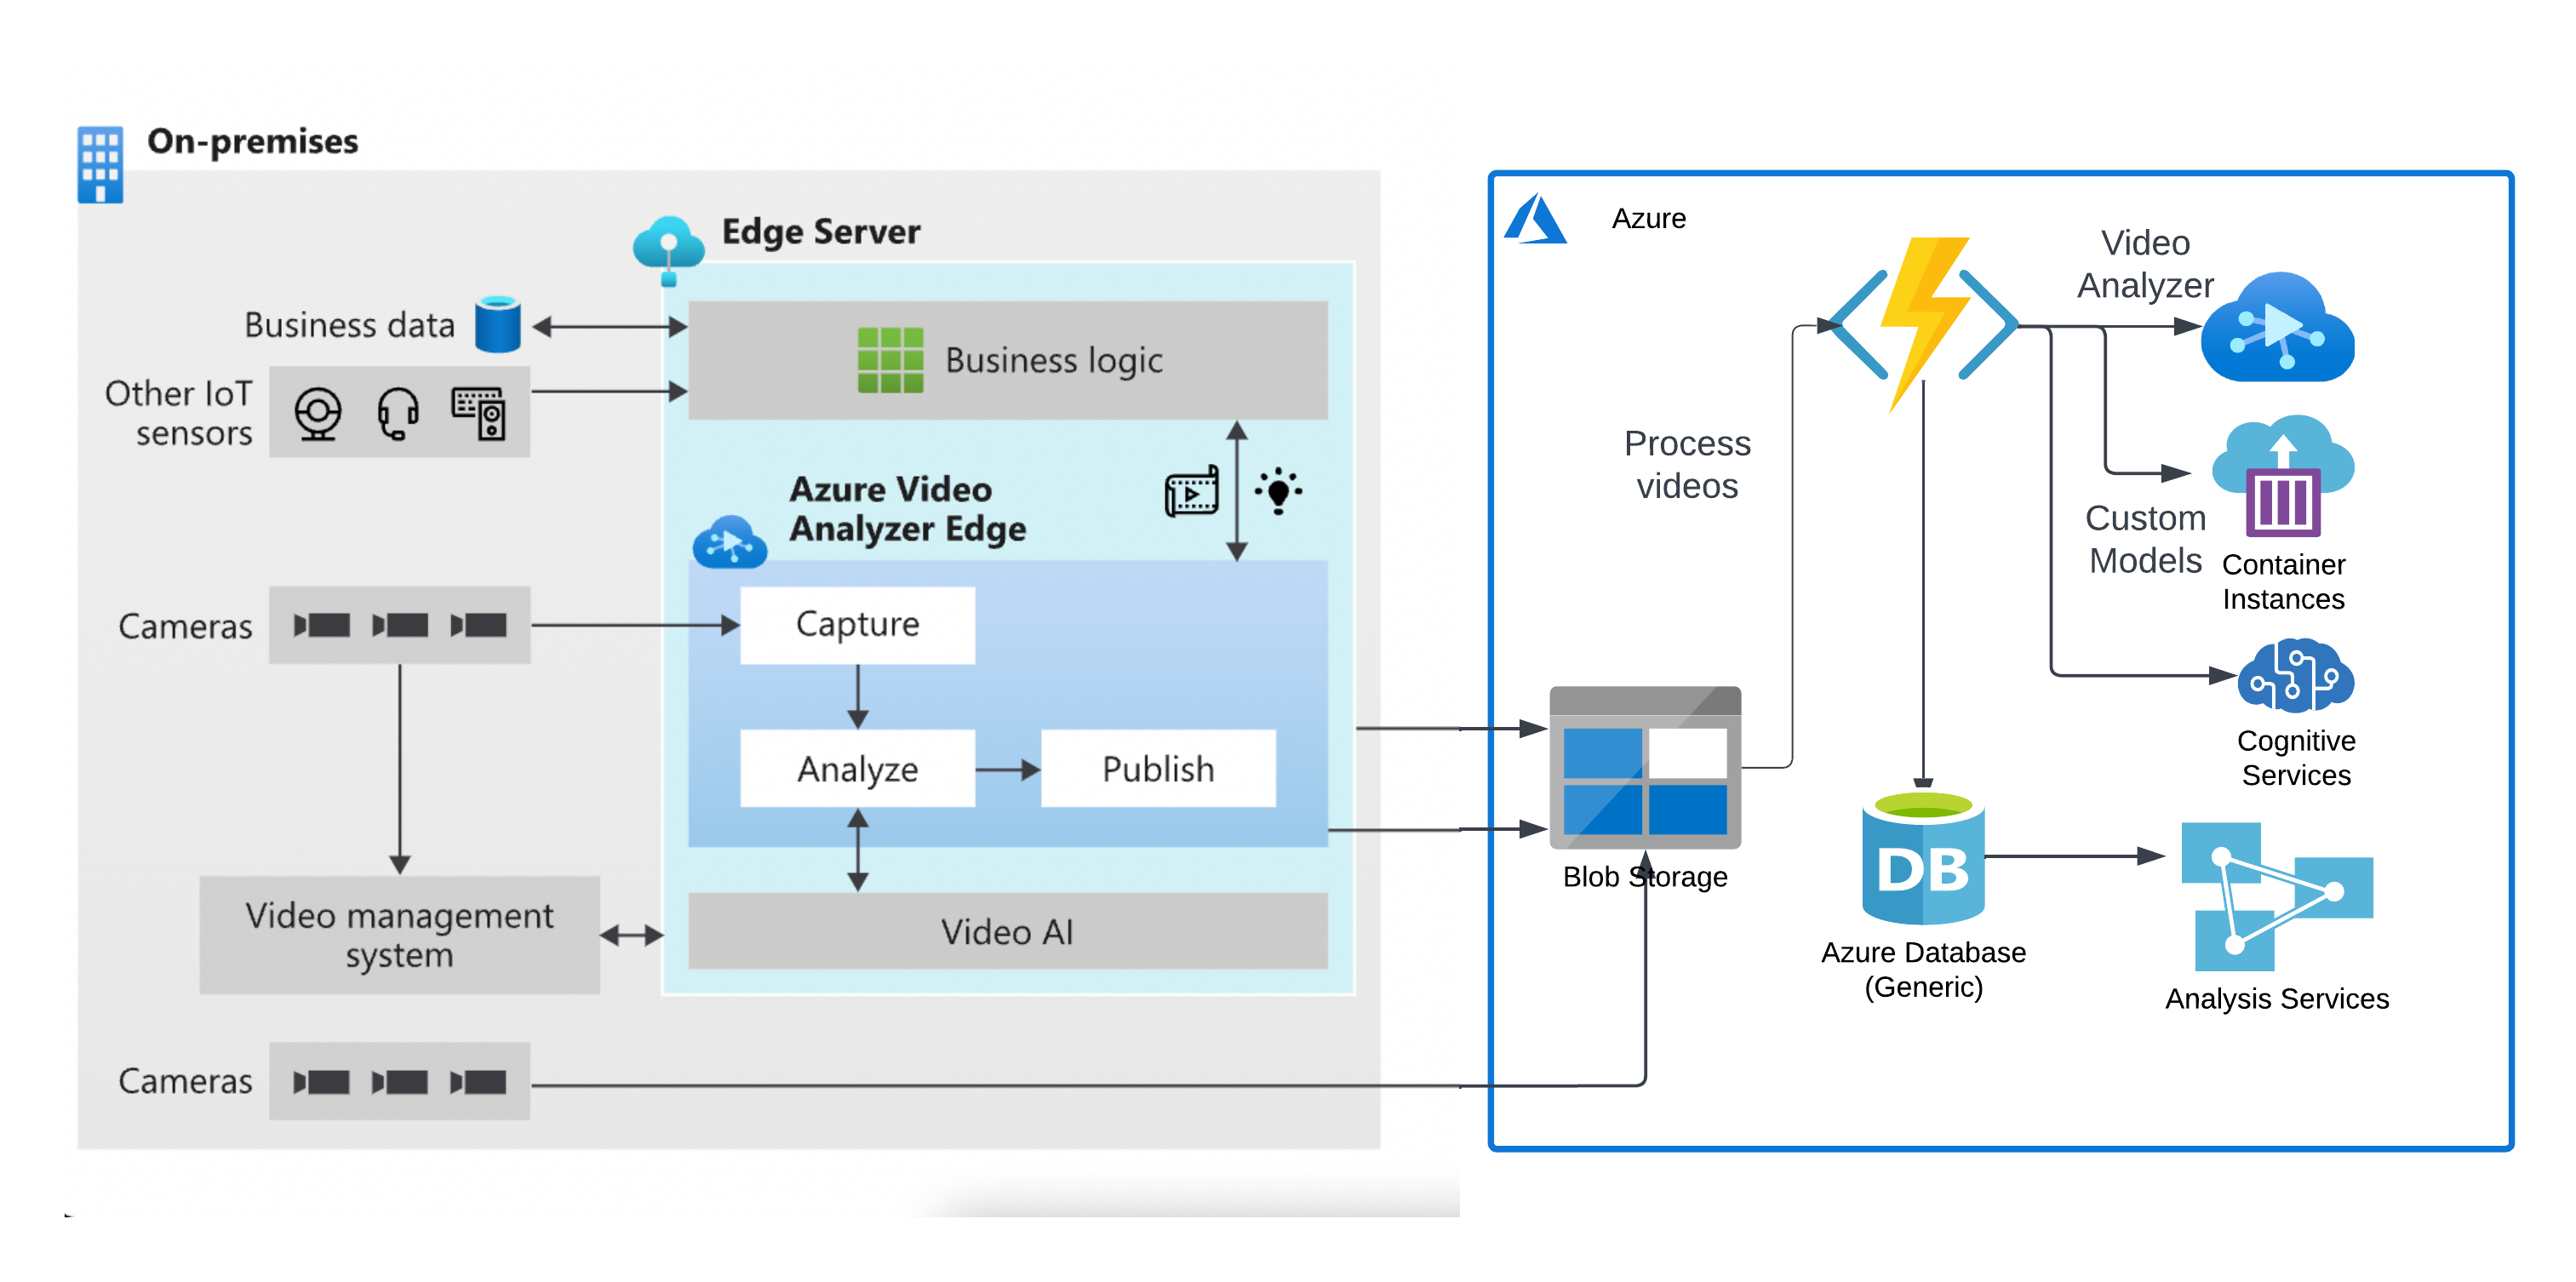 On-premises
Edge Server
Business data
Business logic
Other IoT
sensors
Azure Video
Analyzer Edge
Cameras
Capture
Analyze
Publish
Video management
system
Video AI
Cameras
Azure
Video
Analyzer
Process
videos
Custom
Models
Container
Instances
Cognitive
Services
Blob Storage
DB
Azure Database
(Generic)
Analysis Services